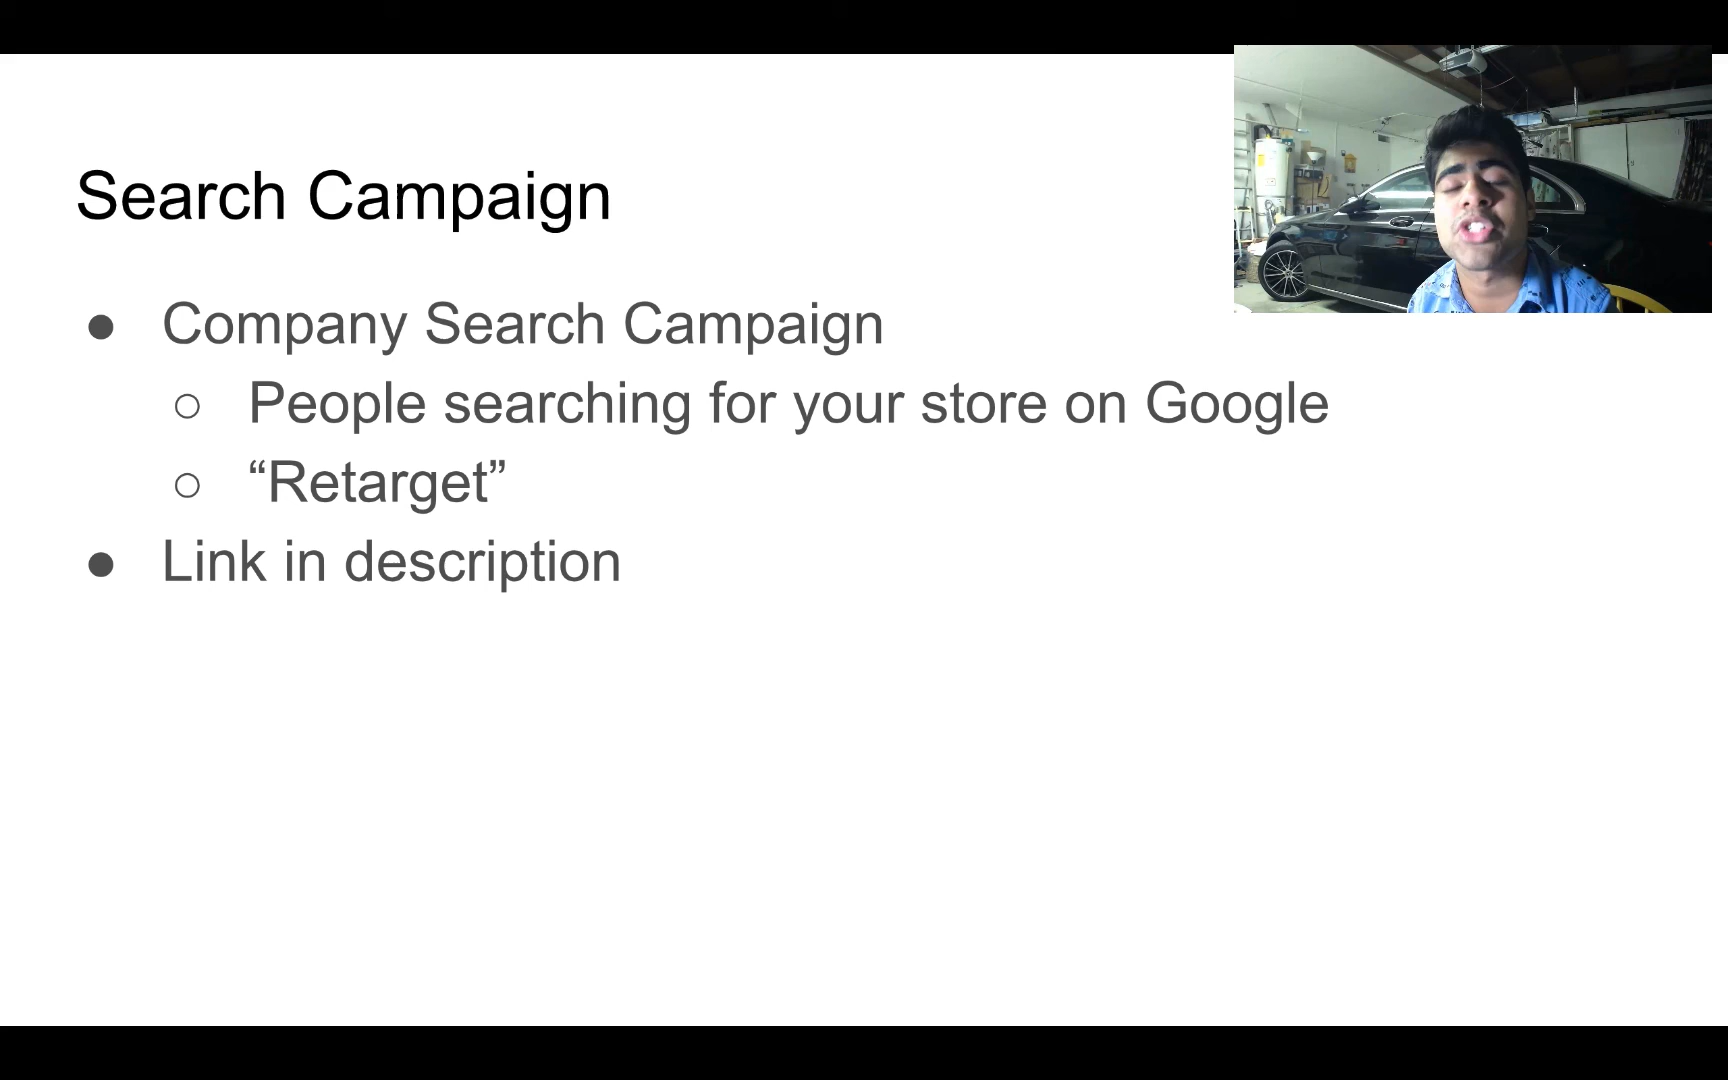 Search Campaign
● Company Search Campaign
○ People searching for your store on Google
○ “Retarget”
● Link in description